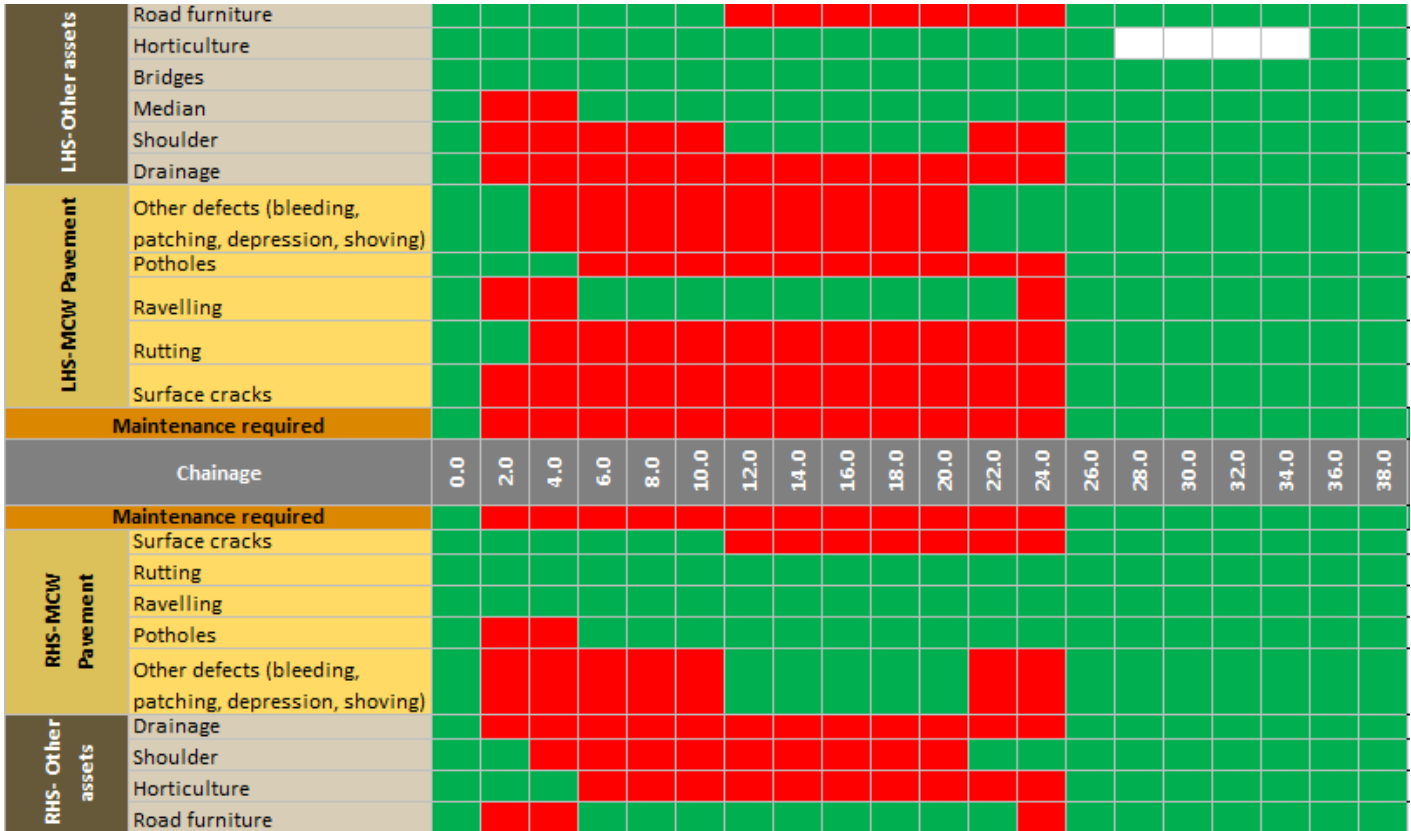 LHS-Other assets
Road furniture
Horticulture
Bridges
Median
Shoulder
Drainage
LHS-MCW Pavement
Other defects (bleeding,
patching, depression, shoving)
Potholes
Ravelling
Rutting
Surface cracks
Maintenance required
Chainage 0.0 2.0 4.0 6.0 8.0 10.0 12.0 14.0 16.0 18.0 20.0 22.0 24.0 26.0 28.0 30.0 32.0 34.0 36.0 38.0
Maintenance required
RHS-MCW
Pavement
Surface cracks
Rutting
Ravelling
Potholes
Other defects (bleeding,
patching, depression, shoving)
RHS- Other
assets
Drainage
Shoulder
Horticulture
Road furniture